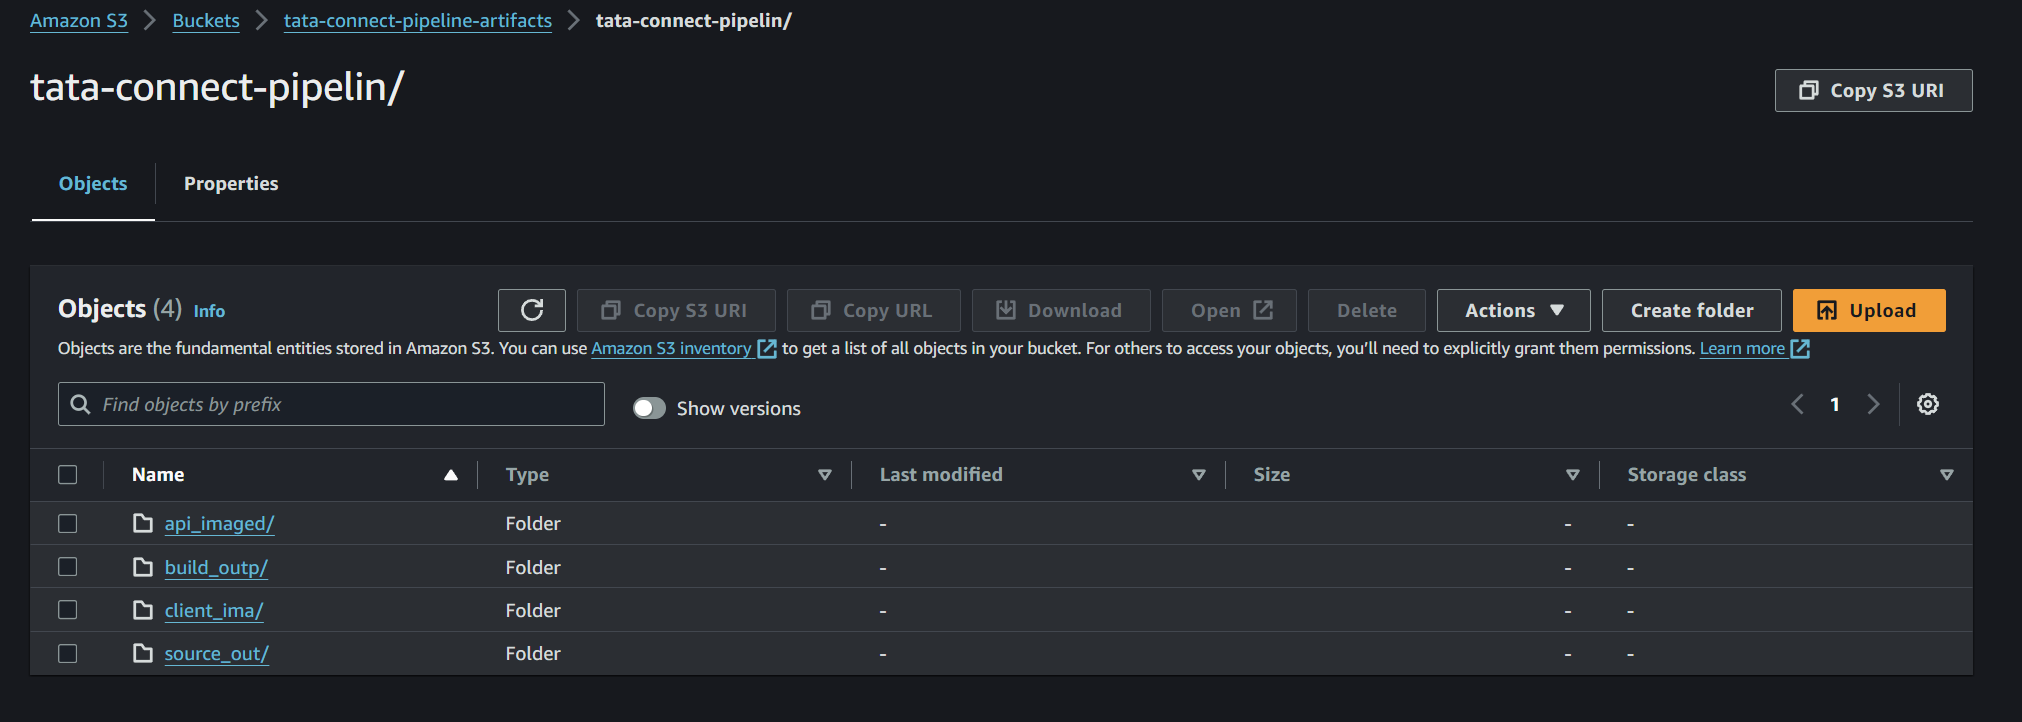 Amazon S3 > Buckets > tata-connect-pipeline-artifacts > tata-connect-pipelin/
tata-connect-pipelin/
Copy S3 URI
Objects Properties
Objects (4) Info Copy S3 URI Copy URL Download Open Delete Actions Create folder Upload
Objects are the fundamental entities stored in Amazon S3. You can use Amazon S3 inventory to get a list of all objects in your bucket. For others to access your objects, you’ll need to explicitly grant them permissions. Learn more
Find objects by prefix Show versions 1
Name Type Last modified Size Storage class
api_imaged/ Folder - - -
build_outp/ Folder - - -
client_ima/ Folder - - -
source_out/ Folder - - -